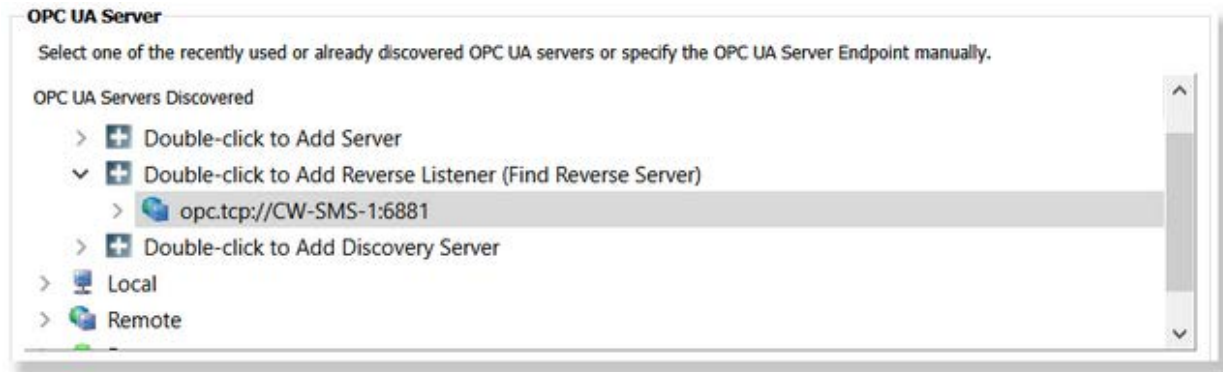 OPC UA Server
Select one of the recently used or already discovered OPC UA servers or specify the OPC UA Server Endpoint manually.
OPC UA Servers Discovered
Double-click to Add Server
Double-click to Add Reverse Listener (Find Reverse Server)
opc.tcp://CW-SMS-1:6881
Double-click to Add Discovery Server
Local
Remote